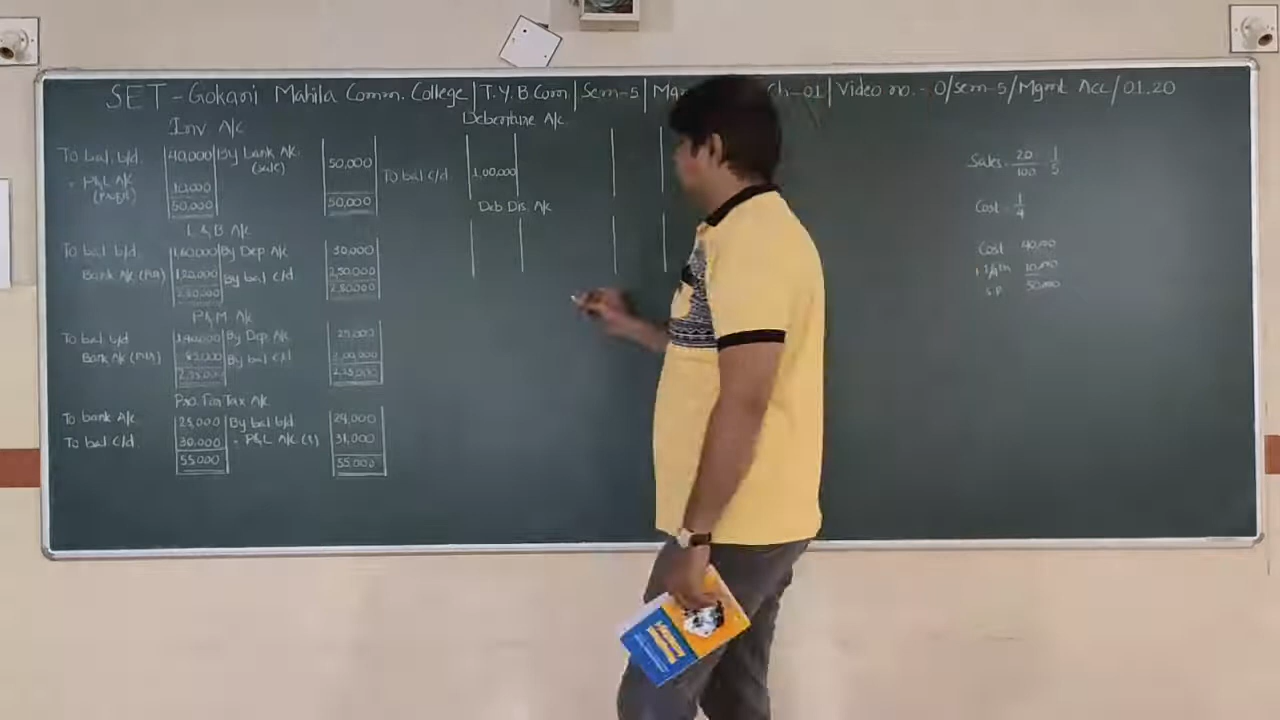 SET - Gokani Mahila Comm. College | T.Y.B Com | Sem-5 | Ch-01 | Video no. - 0/sem-5/Mgmt Acc/01.20
Inv A/c
To bal. b/d. 40,000 By bank A/c (sale) 50,000
" P&L A/c (Profit) 10,000
50,000 50,000
L & B A/c
To bal b/d. 1,60,000 By Dep A/c 30,000
Bank A/c 1,20,000 By bal c/d 2,50,000
2,80,000 2,80,000
P & M A/c
To bal b/d 1,40,000 By Dep A/c 25,000
Bank A/c 85,000 By bal c/d 2,00,000
2,25,000 2,25,000
Pro. For Tax A/c
To bank A/c 25,000 By bal b/d 24,000
To bal c/d. 30,000 " P&L A/c 31,000
55,000 55,000
Debenture A/c
To bal c/d. 1,00,000
Deb Dis. A/c
Sales = 20/100 = 1/5
Cost = 1/4
Cost 40,000
1/4th 10,000
S.P 50,000